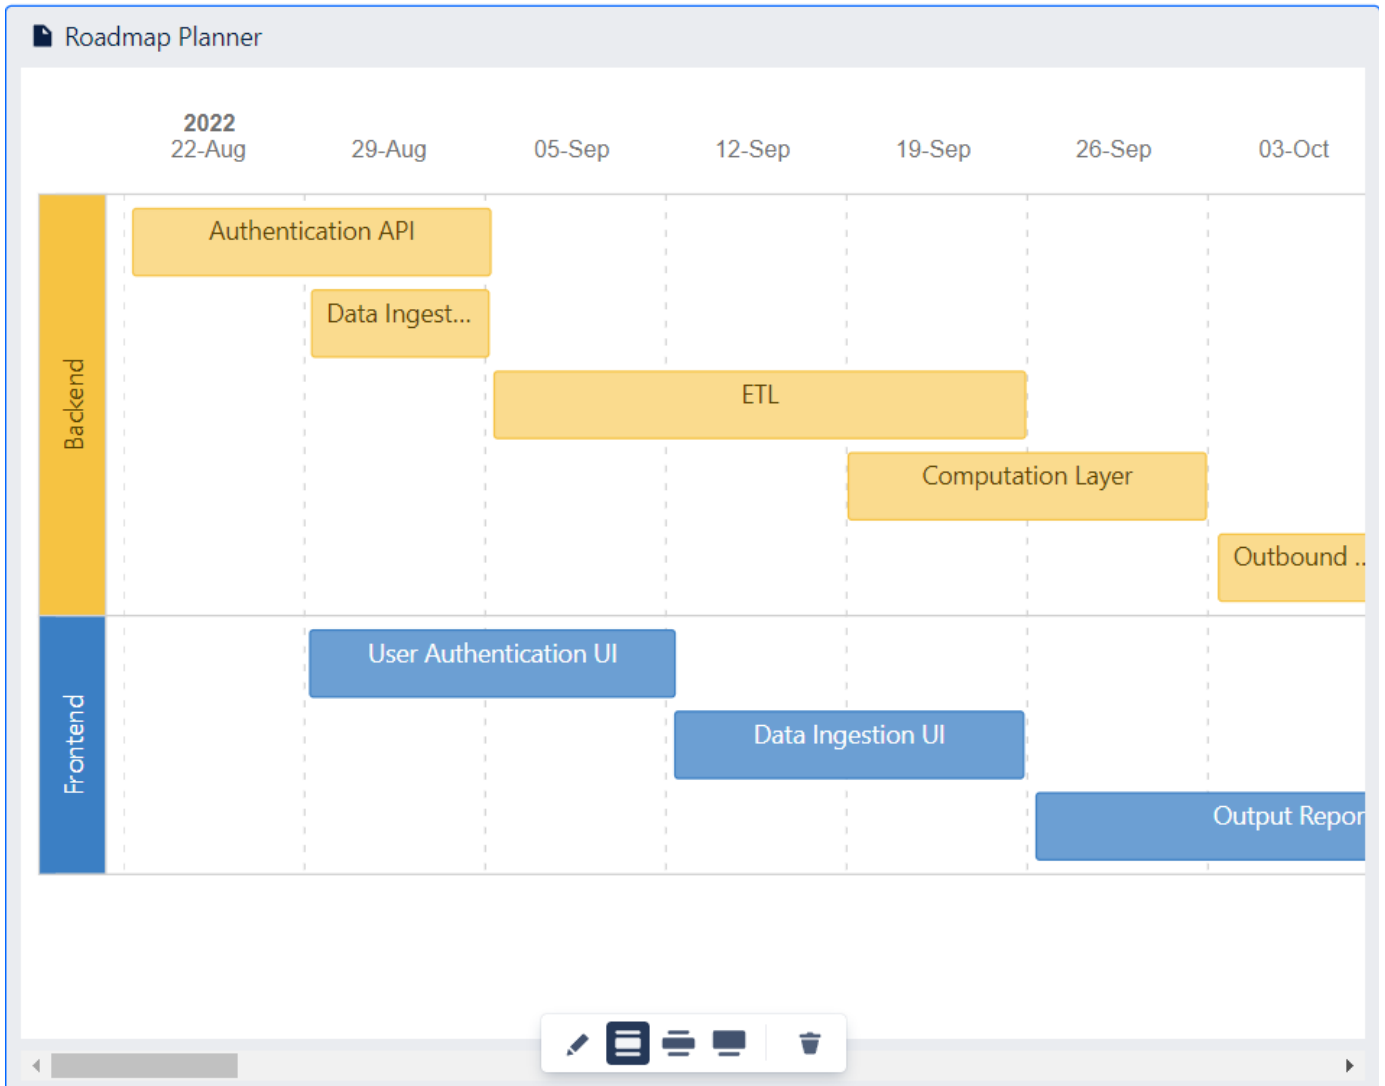 Roadmap Planner
2022
22-Aug 29-Aug 05-Sep 12-Sep 19-Sep 26-Sep 03-Oct
Backend
Authentication API
Data Ingest...
ETL
Computation Layer
Outbound ..
Frontend
User Authentication UI
Data Ingestion UI
Output Repor